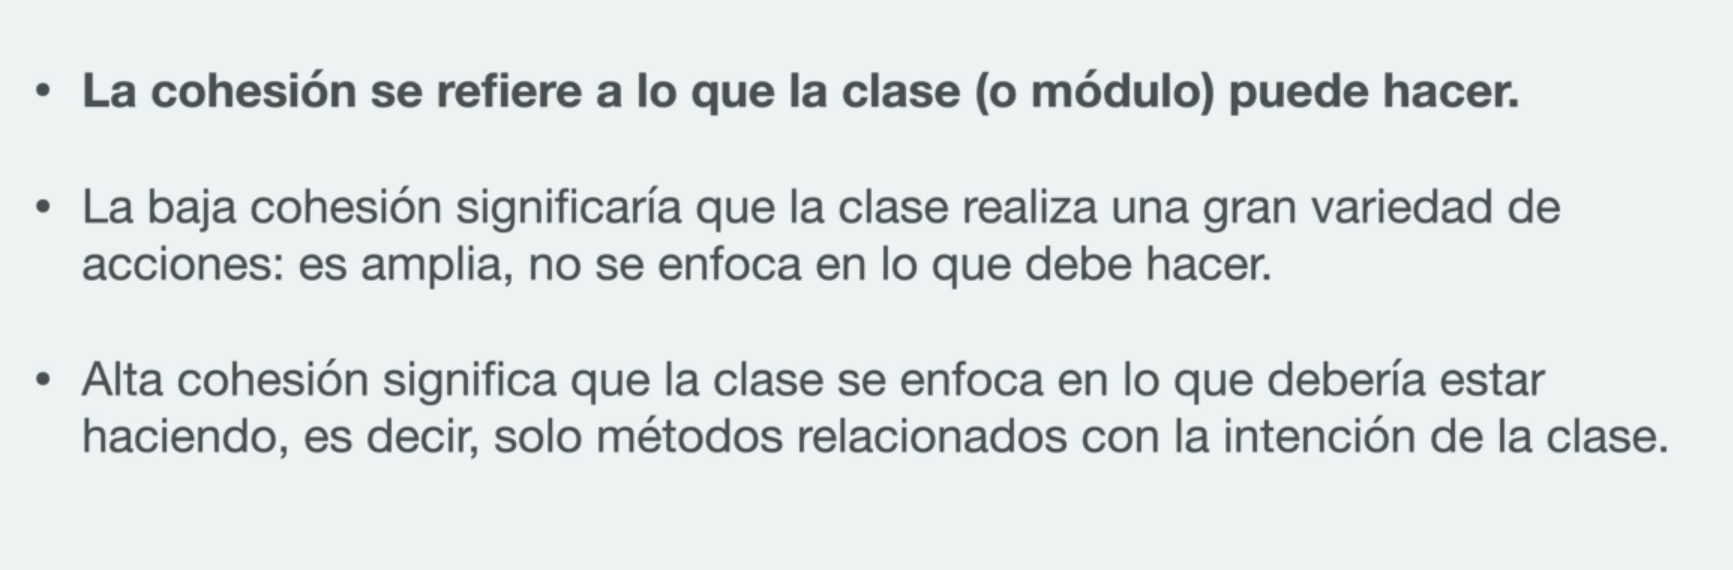 • La cohesión se refiere a lo que la clase (o módulo) puede hacer.
• La baja cohesión significaría que la clase realiza una gran variedad de
acciones: es amplia, no se enfoca en lo que debe hacer.
• Alta cohesión significa que la clase se enfoca en lo que debería estar
haciendo, es decir, solo métodos relacionados con la intención de la clase.